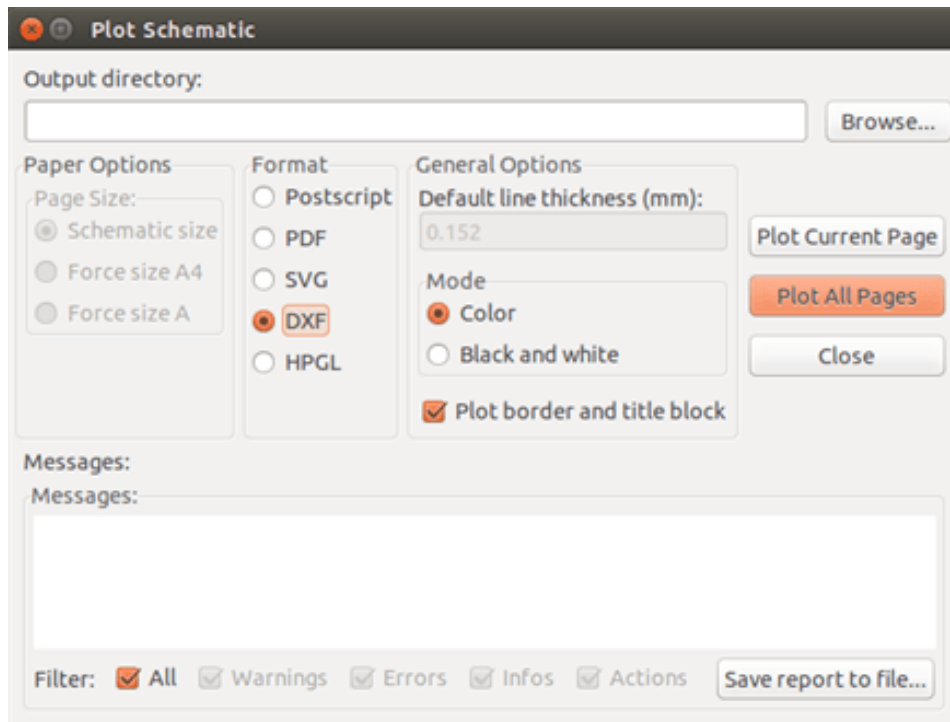 Plot Schematic
Output directory:
Browse...
Paper Options
Page Size:
Schematic size
Force size A4
Force size A
Format
Postscript
PDF
SVG
DXF
HPGL
General Options
Default line thickness (mm):
0.152
Mode
Color
Black and white
Plot border and title block
Plot Current Page
Plot All Pages
Close
Messages:
Messages:
Filter: All Warnings Errors Infos Actions Save report to file...